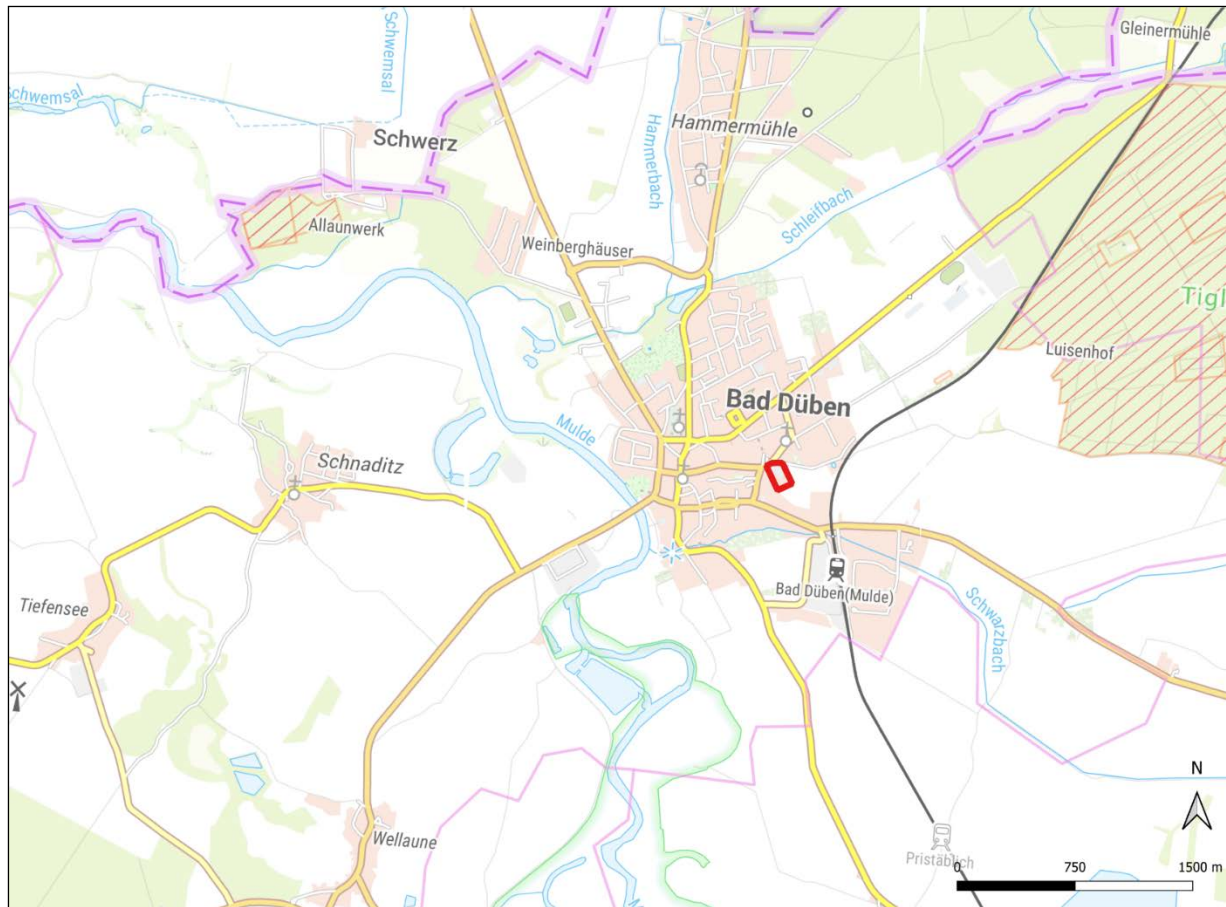 Gleinermühle
Schwemsal
Schwemsal
Hammermühle
Schwerz
Hammerbach
Schleifbach
Allaunwerk
Weinberghäuser
Tigl
Luisenhof
Bad Düben
Mulde
Schnaditz
Bad Düben(Mulde)
Tiefensee
Schwarzbach
N
Wellaune
Pristäblich
0 750 1500 m